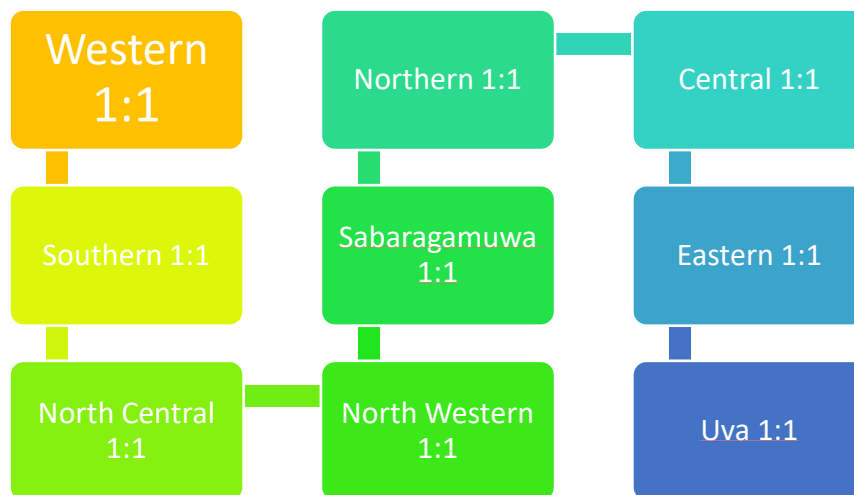 Western
1:1
Southern 1:1
North Central
1:1
North Western
1:1
Sabaragamuwa
1:1
Northern 1:1
Central 1:1
Eastern 1:1
Uva 1:1